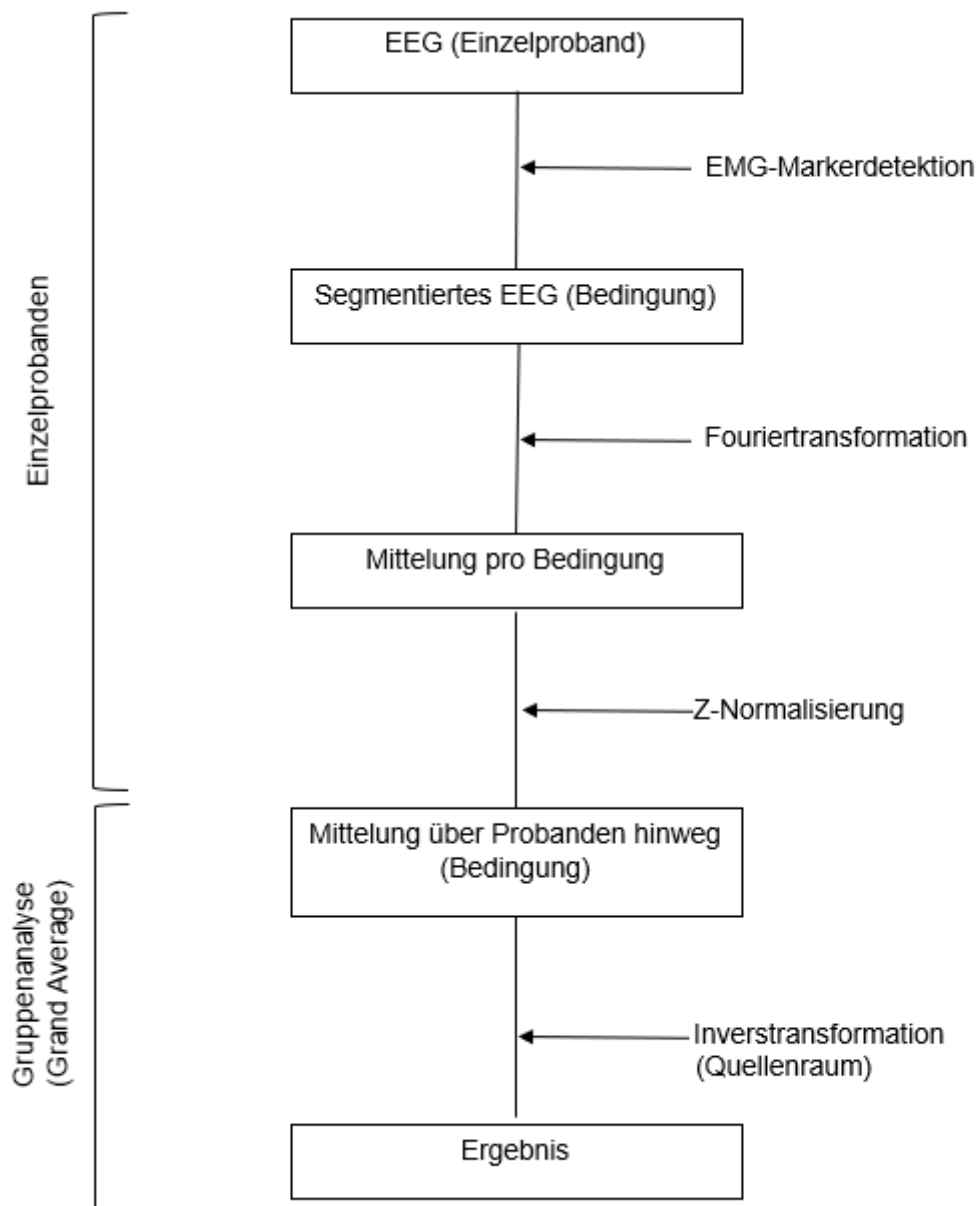 EEG (Einzelproband)
EMG-Markerdetektion
Segmentiertes EEG (Bedingung)
Fouriertransformation
Mittelung pro Bedingung
Z-Normalisierung
Mittelung über Probanden hinweg
(Bedingung)
Inverstransformation
(Quellenraum)
Ergebnis
Einzelprobanden
Gruppenanalyse
(Grand Average)